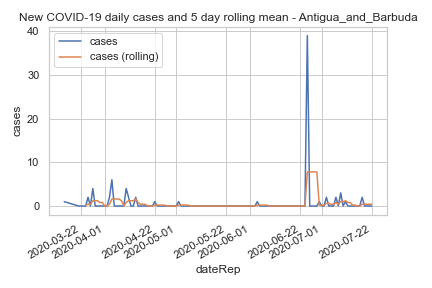 New COVID-19 daily cases and 5 day rolling mean - Antigua_and_Barbuda
cases
cases (rolling)
cases
40
30
20
10
0
2020-03-22
2020-04-01
2020-04-22
2020-05-01
2020-05-22
2020-06-01
2020-06-22
2020-07-01
2020-07-22
dateRep